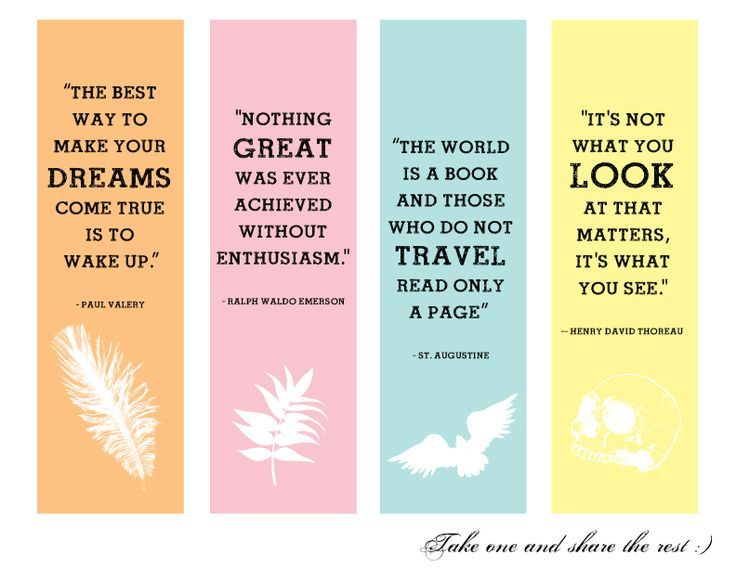 “THE BEST
WAY TO
MAKE YOUR
DREAMS
COME TRUE
IS TO
WAKE UP.”
- PAUL VALERY
"NOTHING
GREAT
WAS EVER
ACHIEVED
WITHOUT
ENTHUSIASM."
- RALPH WALDO EMERSON
“THE WORLD
IS A BOOK
AND THOSE
WHO DO NOT
TRAVEL
READ ONLY
A PAGE”
- ST. AUGUSTINE
"IT'S NOT
WHAT YOU
LOOK
AT THAT
MATTERS,
IT'S WHAT
YOU SEE."
-- HENRY DAVID THOREAU
Take one and share the rest :)